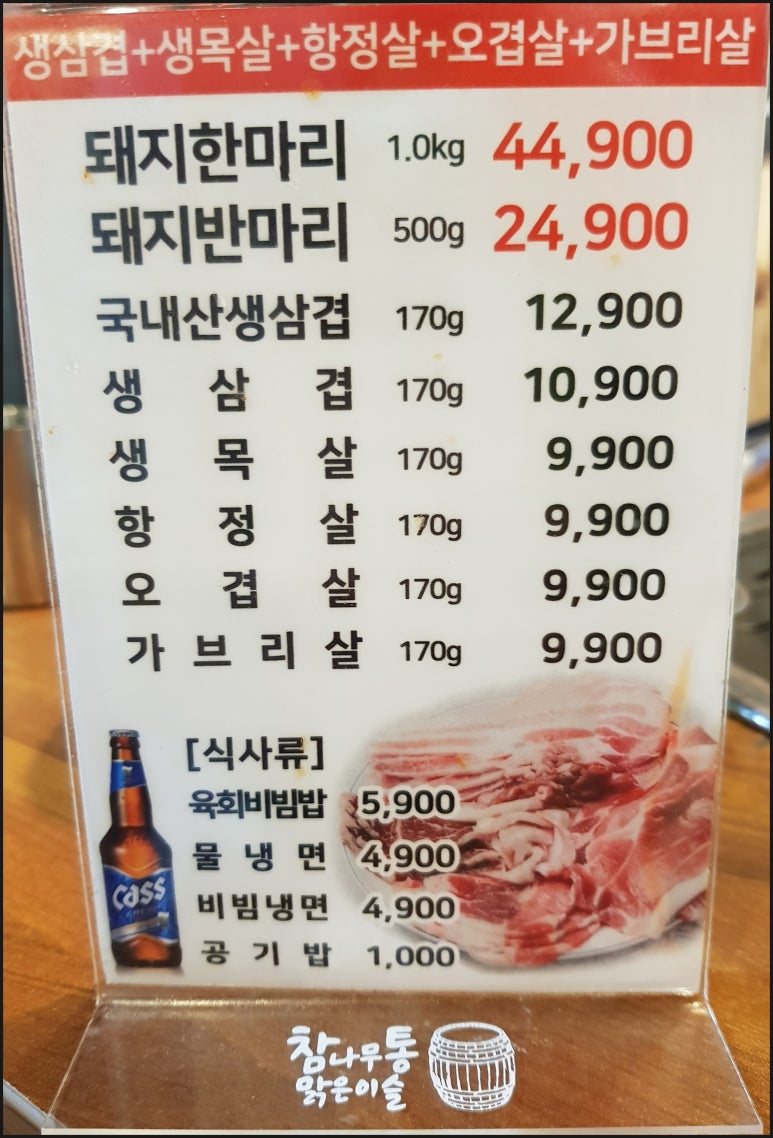 생삼겹+생목살+항정살+오겹살+가브리살
돼지한마리 1.0kg 44,900
돼지반마리 500g 24,900
국내산생삼겹 170g 12,900
생 삼 겹 170g 10,900
생 목 살 170g 9,900
항 정 살 170g 9,900
오 겹 살 170g 9,900
가 브 리 살 170g 9,900
[식사류]
육회비빔밥 5,900
물 냉 면 4,900
비빔냉면 4,900
공 기 밥 1,000
Cass
참나무통
맑은이슬